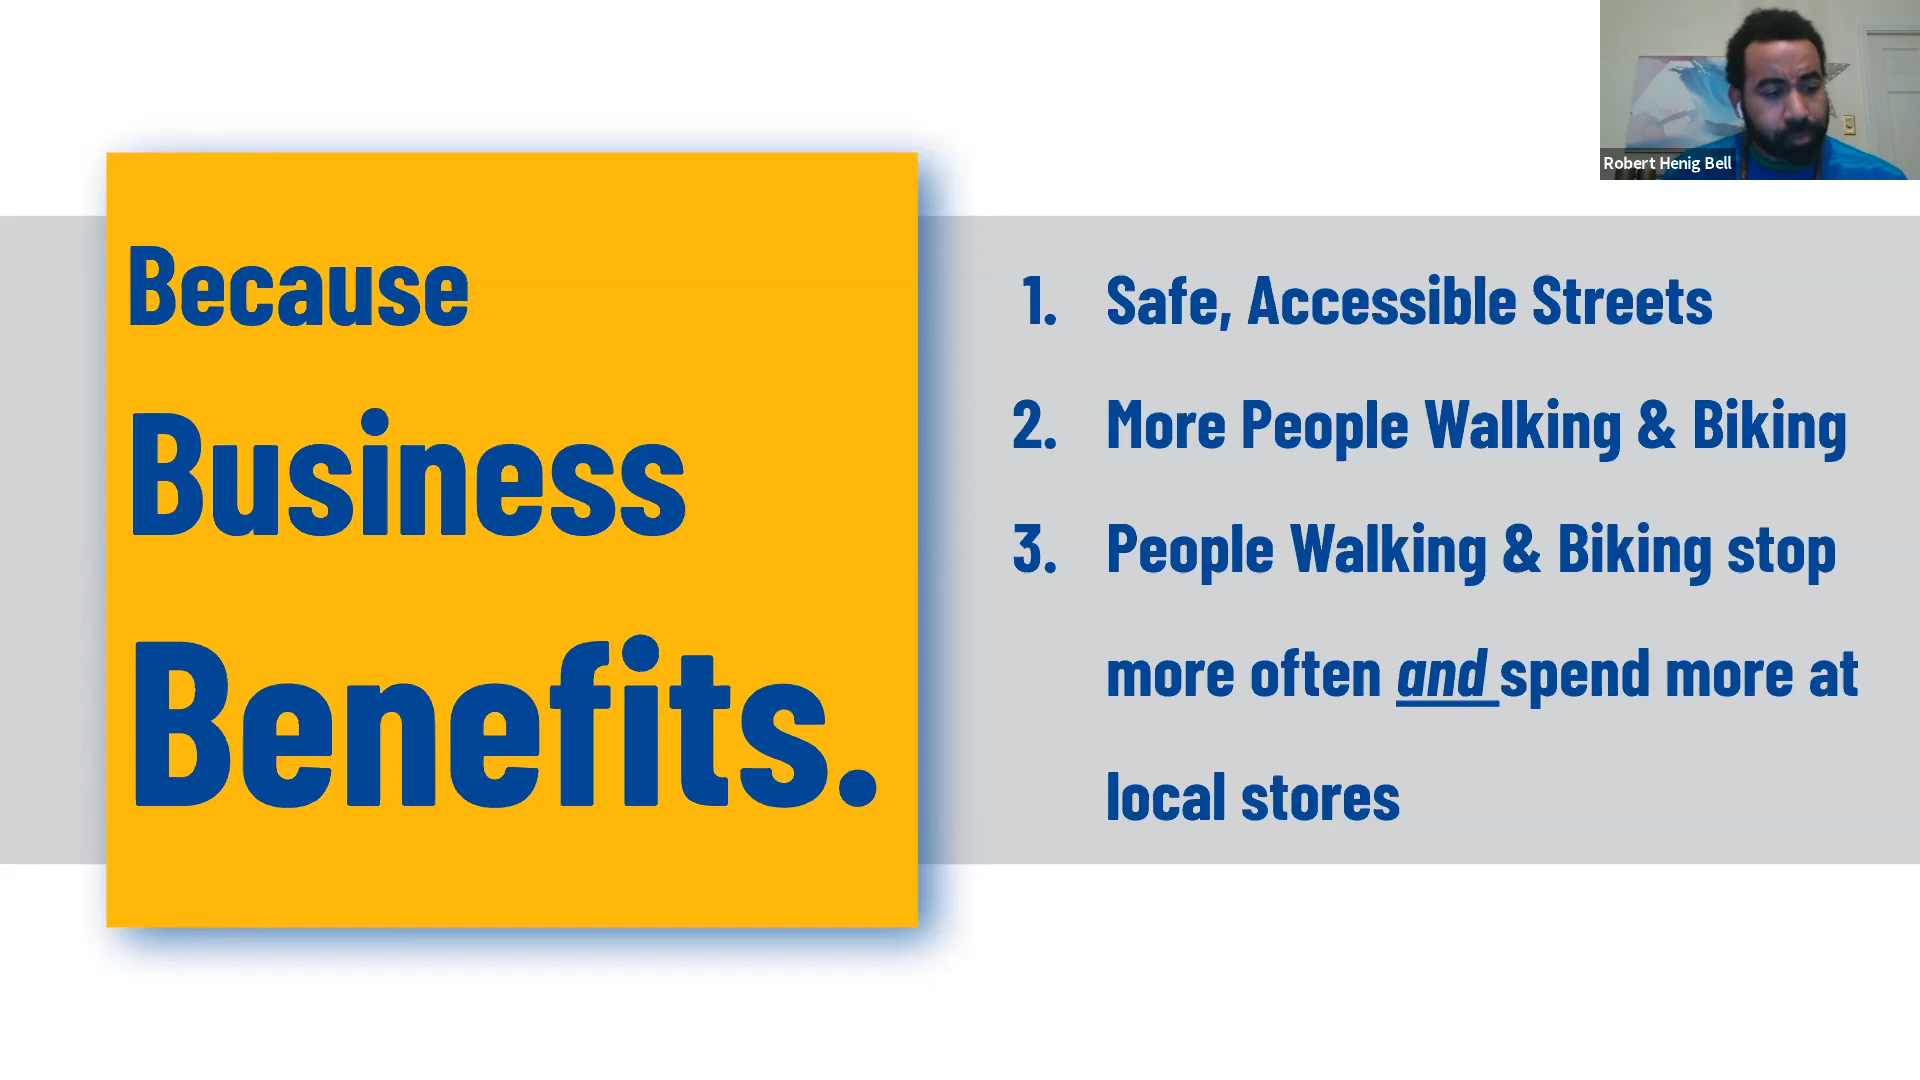 Because
Business
Benefits.
1. Safe, Accessible Streets
2. More People Walking & Biking
3. People Walking & Biking stop
more often and spend more at
local stores
Robert Henig Bell